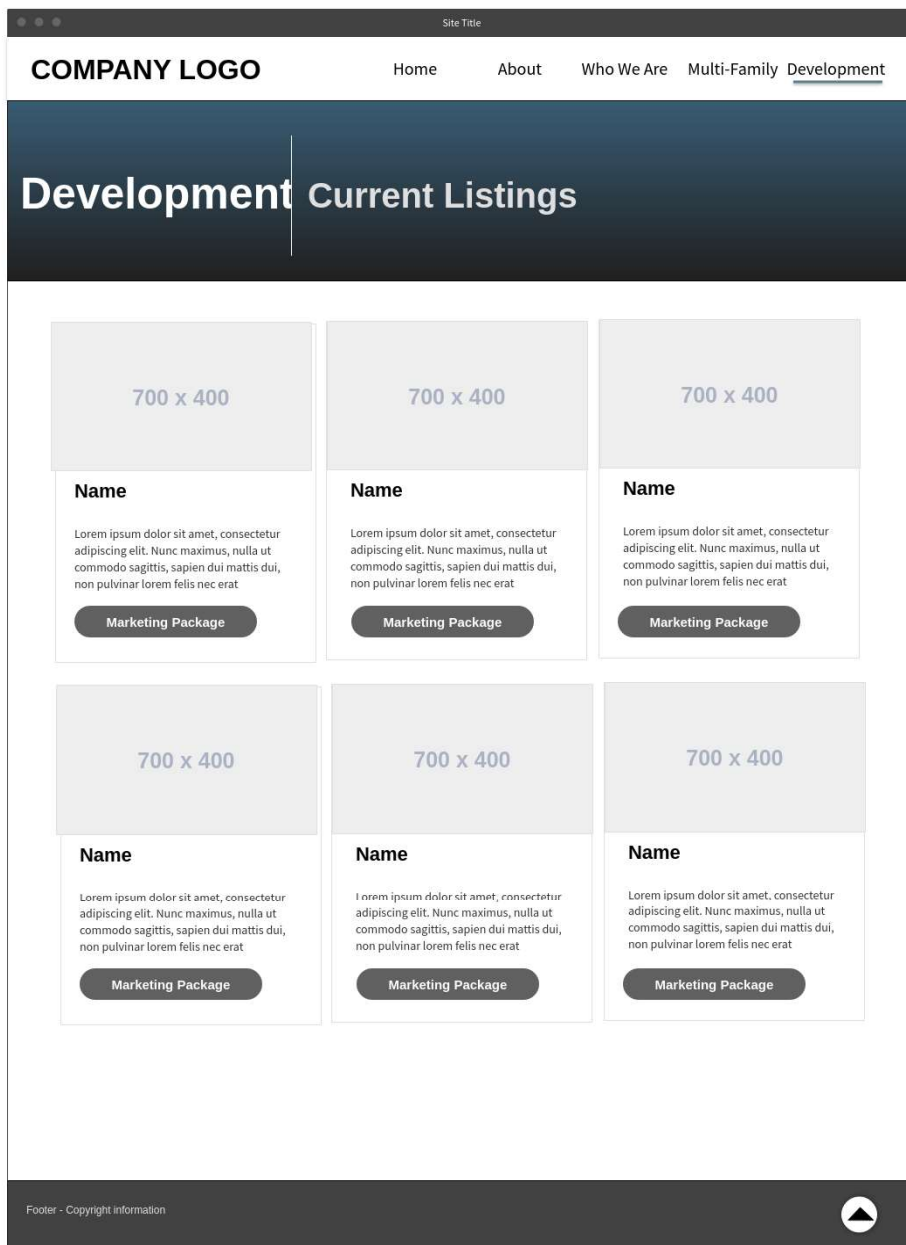 Site Title
COMPANY LOGO
Home About Who We Are Multi-Family Development
Development Current Listings
700 x 400
Name
Lorem ipsum dolor sit amet, consectetur
adipiscing elit. Nunc maximus, nulla ut
commodo sagittis, sapien dui mattis dui,
non pulvinar lorem felis nec erat
Marketing Package
700 x 400
Name
Lorem ipsum dolor sit amet, consectetur
adipiscing elit. Nunc maximus, nulla ut
commodo sagittis, sapien dui mattis dui,
non pulvinar lorem felis nec erat
Marketing Package
700 x 400
Name
Lorem ipsum dolor sit amet, consectetur
adipiscing elit. Nunc maximus, nulla ut
commodo sagittis, sapien dui mattis dui,
non pulvinar lorem felis nec erat
Marketing Package
700 x 400
Name
Lorem ipsum dolor sit amet, consectetur
adipiscing elit. Nunc maximus, nulla ut
commodo sagittis, sapien dui mattis dui,
non pulvinar lorem felis nec erat
Marketing Package
700 x 400
Name
Lorem ipsum dolor sit amet, consectetur
adipiscing elit. Nunc maximus, nulla ut
commodo sagittis, sapien dui mattis dui,
non pulvinar lorem felis nec erat
Marketing Package
700 x 400
Name
Lorem ipsum dolor sit amet, consectetur
adipiscing elit. Nunc maximus, nulla ut
commodo sagittis, sapien dui mattis dui,
non pulvinar lorem felis nec erat
Marketing Package
Footer - Copyright information